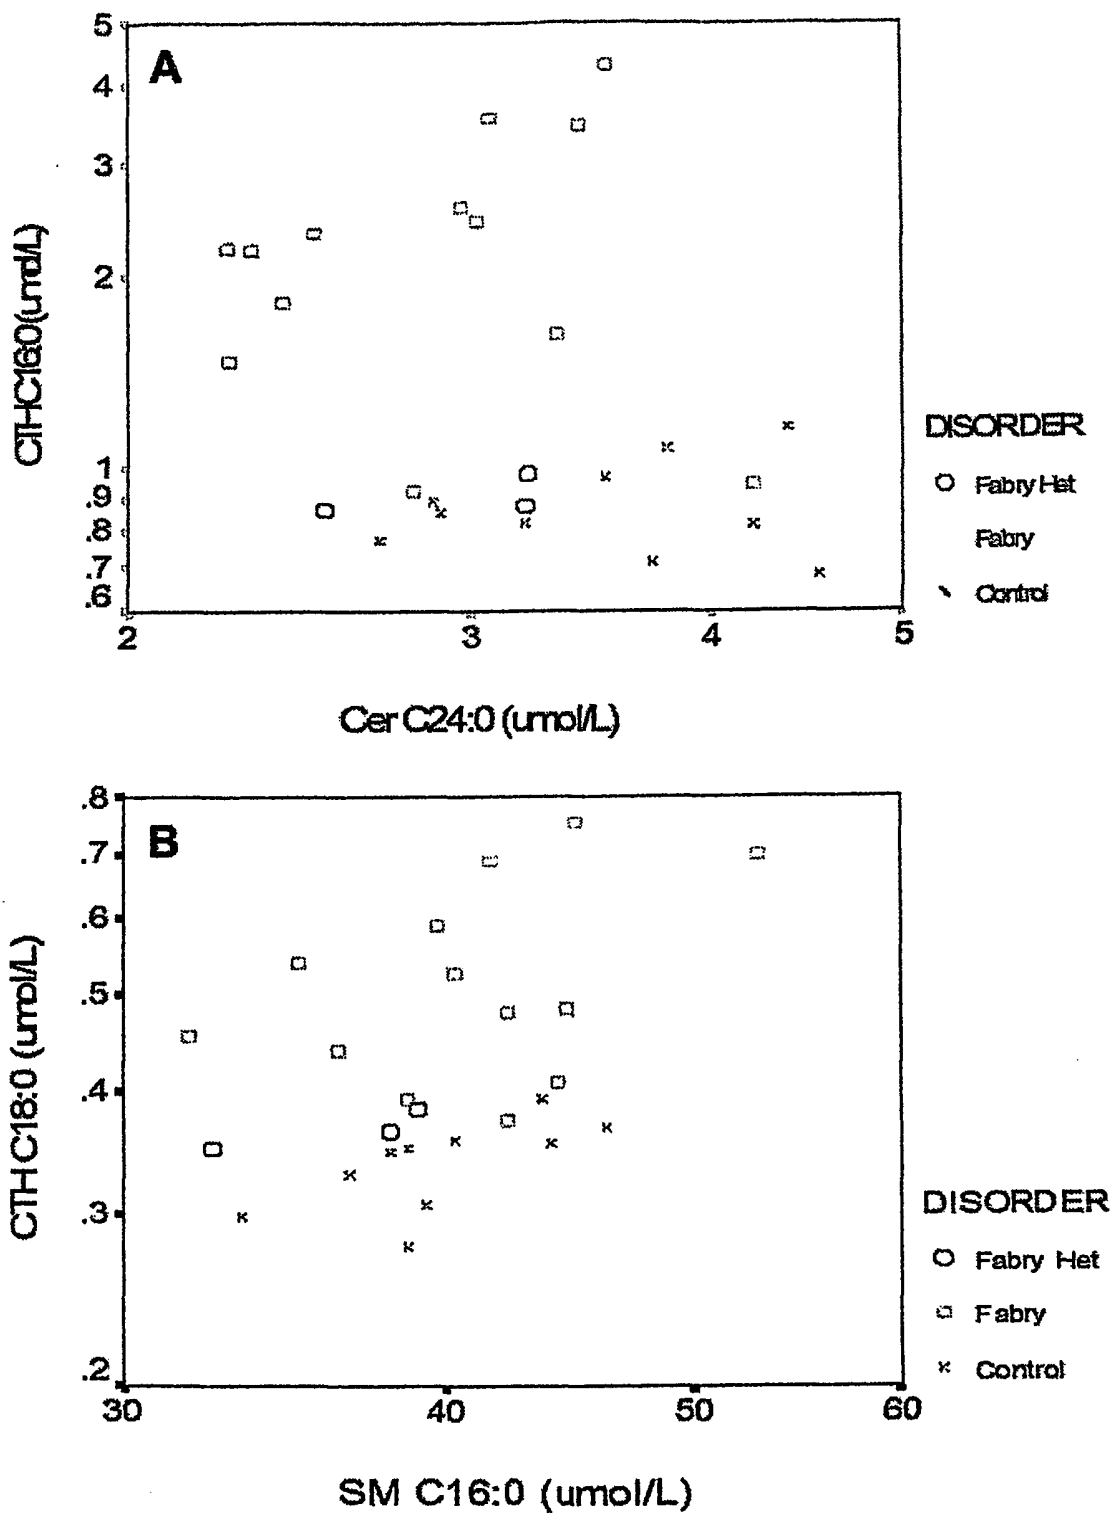 A
5
4
3
2
1
.9
.8
.7
.6
CTHC16:0(umol/L)
2 3 4 5
Cer C24:0 (umol/L)
DISORDER
Fabry Het
Fabry
Control
B
.8
.7
.6
.5
.4
.3
.2
CTH C18:0 (umol/L)
30 40 50 60
SM C16:0 (umol/L)
DISORDER
Fabry Het
Fabry
Control